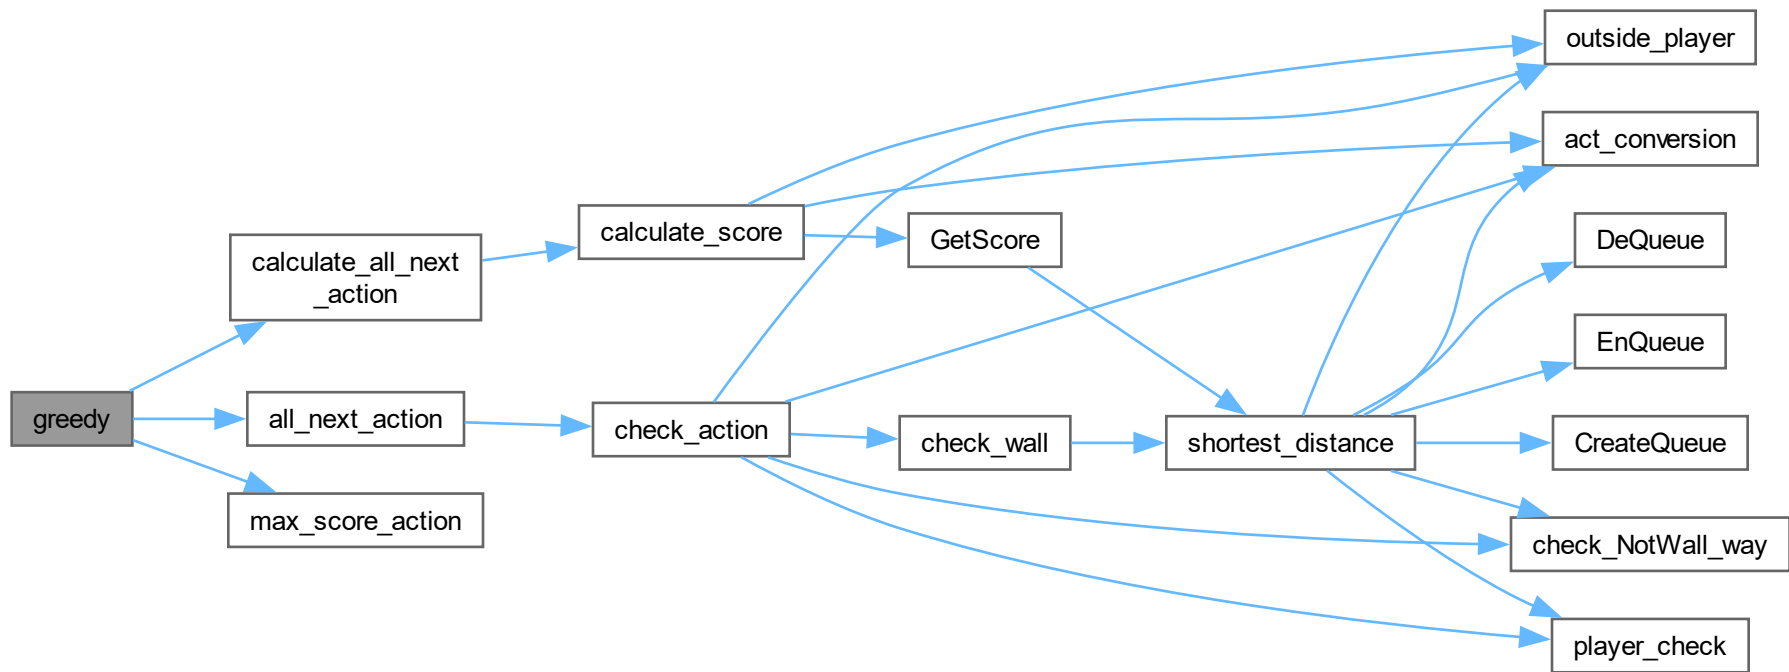 outside_player
act_conversion
calculate_score
GetScore
DeQueue
calculate_all_next
_action
EnQueue
greedy
all_next_action
check_action
check_wall
shortest_distance
CreateQueue
max_score_action
check_NotWall_way
player_check